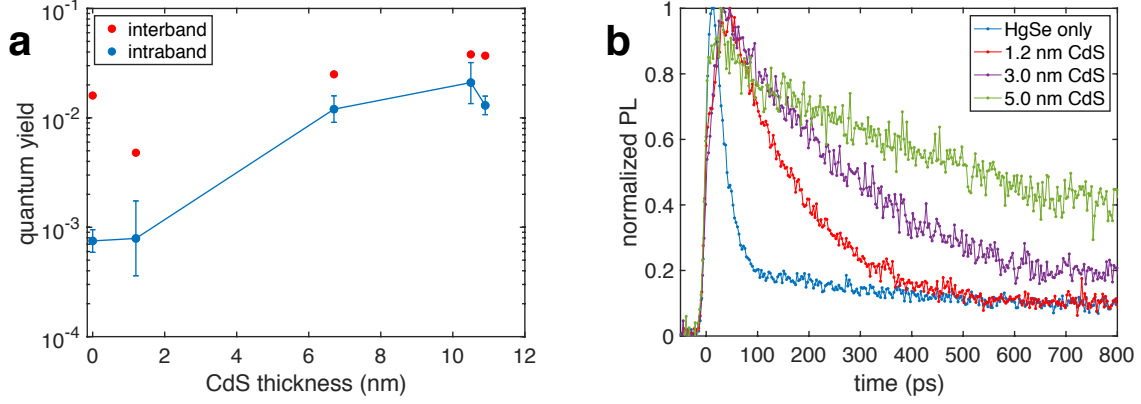 a
interband
intraband
quantum yield
10^-1
10^-2
10^-3
10^-4
0 2 4 6 8 10 12
CdS thickness (nm)
b
HgSe only
1.2 nm CdS
3.0 nm CdS
5.0 nm CdS
normalized PL
1
0.8
0.6
0.4
0.2
0
0 100 200 300 400 500 600 700 800
time (ps)